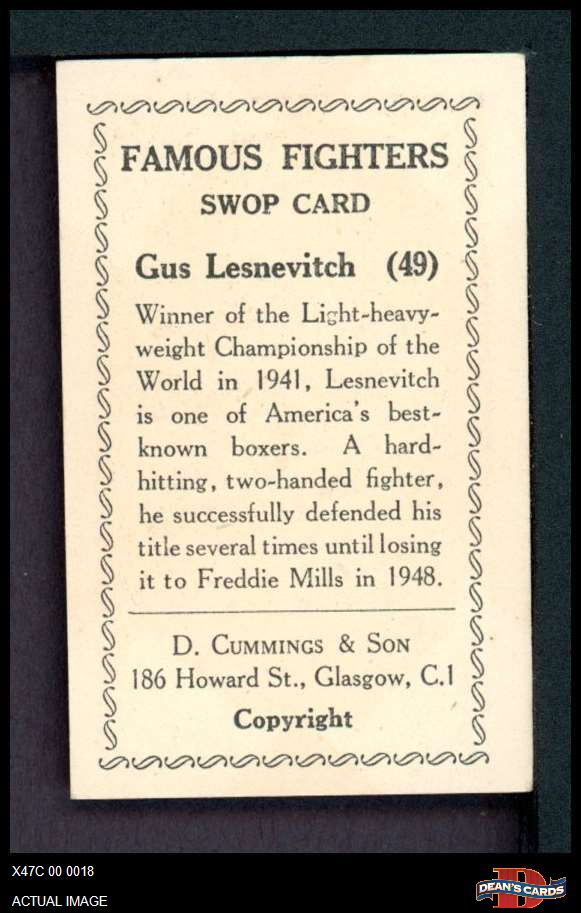 FAMOUS FIGHTERS
SWOP CARD
Gus Lesnevitch (49)
Winner of the Light-heavy-
weight Championship of the
World in 1941, Lesnevitch
is one of America's best-
known boxers. A hard-
hitting, two-handed fighter,
he successfully defended his
title several times until losing
it to Freddie Mills in 1948.
D. CUMMINGS & SON
186 Howard St., Glasgow, C.1
Copyright
X47C 00 0018
ACTUAL IMAGE
D
DEAN'S CARDS